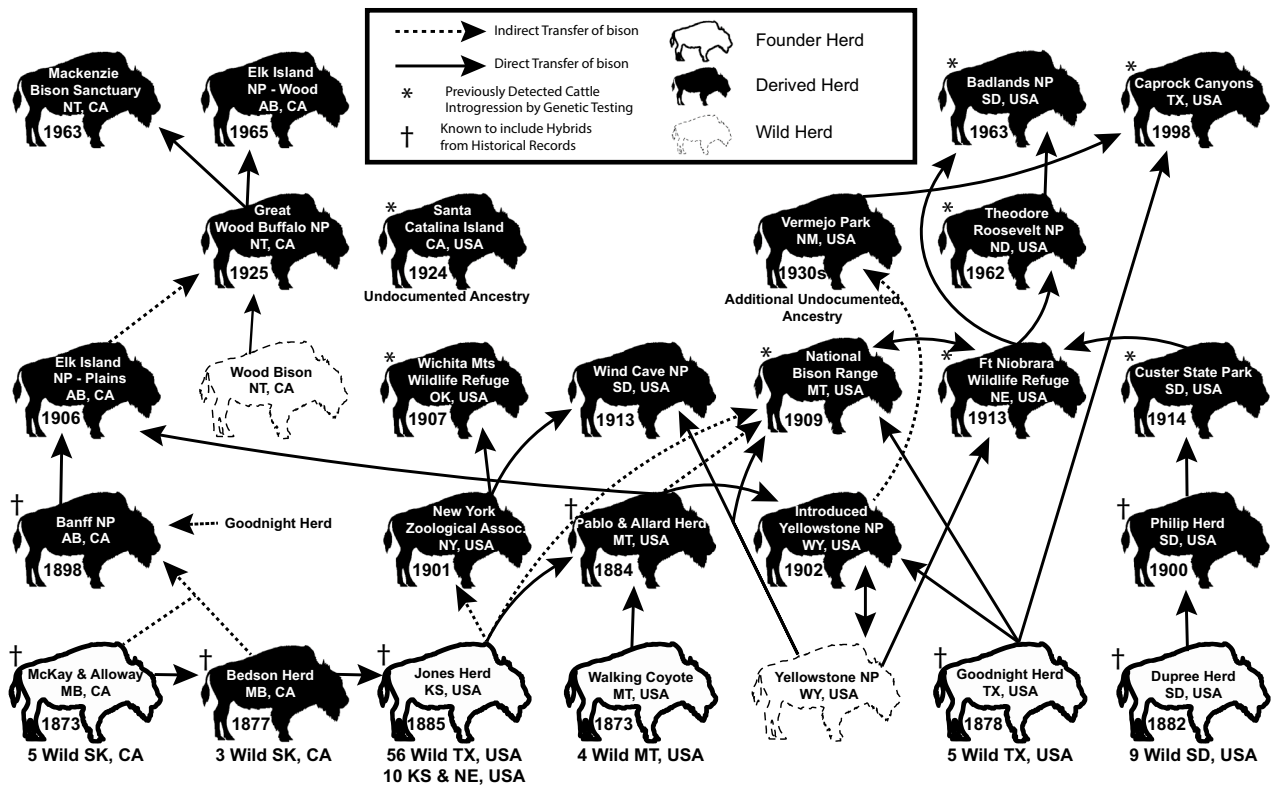 Indirect Transfer of bison
Direct Transfer of bison
* Previously Detected Cattle
Introgression by Genetic Testing
† Known to include Hybrids
from Historical Records
Founder Herd
Derived Herd
Wild Herd
Mackenzie
Bison Sanctuary
NT, CA
1963
Elk Island
NP - Wood
AB, CA
1965
*
Badlands NP
SD, USA
1963
*
Caprock Canyons
TX, USA
1998
Great
Wood Buffalo NP
NT, CA
1925
*
Santa
Catalina Island
CA, USA
1924
Undocumented Ancestry
Vermejo Park
NM, USA
1930s
Additional Undocumented
Ancestry
*
Theodore
Roosevelt NP
ND, USA
1962
Elk Island
NP - Plains
AB, CA
1906
Wood Bison
NT, CA
*
Wichita Mts
Wildlife Refuge
OK, USA
1907
Wind Cave NP
SD, USA
1913
*
National
Bison Range
MT, USA
1909
*
Ft Niobrara
Wildlife Refuge
NE, USA
1913
*
Custer State Park
SD, USA
1914
†
Banff NP
AB, CA
1898
Goodnight Herd
New York
Zoological Assoc.
NY, USA
1901
†
Pablo & Allard Herd
MT, USA
1884
Introduced
Yellowstone NP
WY, USA
1902
†
Philip Herd
SD, USA
1900
†
McKay & Alloway
MB, CA
1873
5 Wild SK, CA
†
Bedson Herd
MB, CA
1877
3 Wild SK, CA
†
Jones Herd
KS, USA
1885
56 Wild TX, USA
10 KS & NE, USA
Walking Coyote
MT, USA
1873
4 Wild MT, USA
Yellowstone NP
WY, USA
†
Goodnight Herd
TX, USA
1878
5 Wild TX, USA
†
Dupree Herd
SD, USA
1882
9 Wild SD, USA